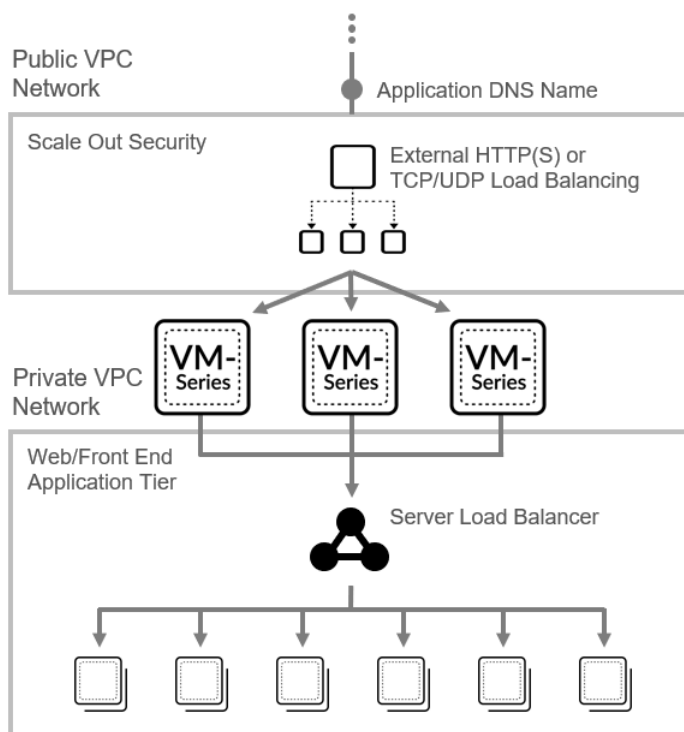 Public VPC
Network
Application DNS Name
Scale Out Security
External HTTP(S) or
TCP/UDP Load Balancing
VM-
Series
VM-
Series
VM-
Series
Private VPC
Network
Web/Front End
Application Tier
Server Load Balancer